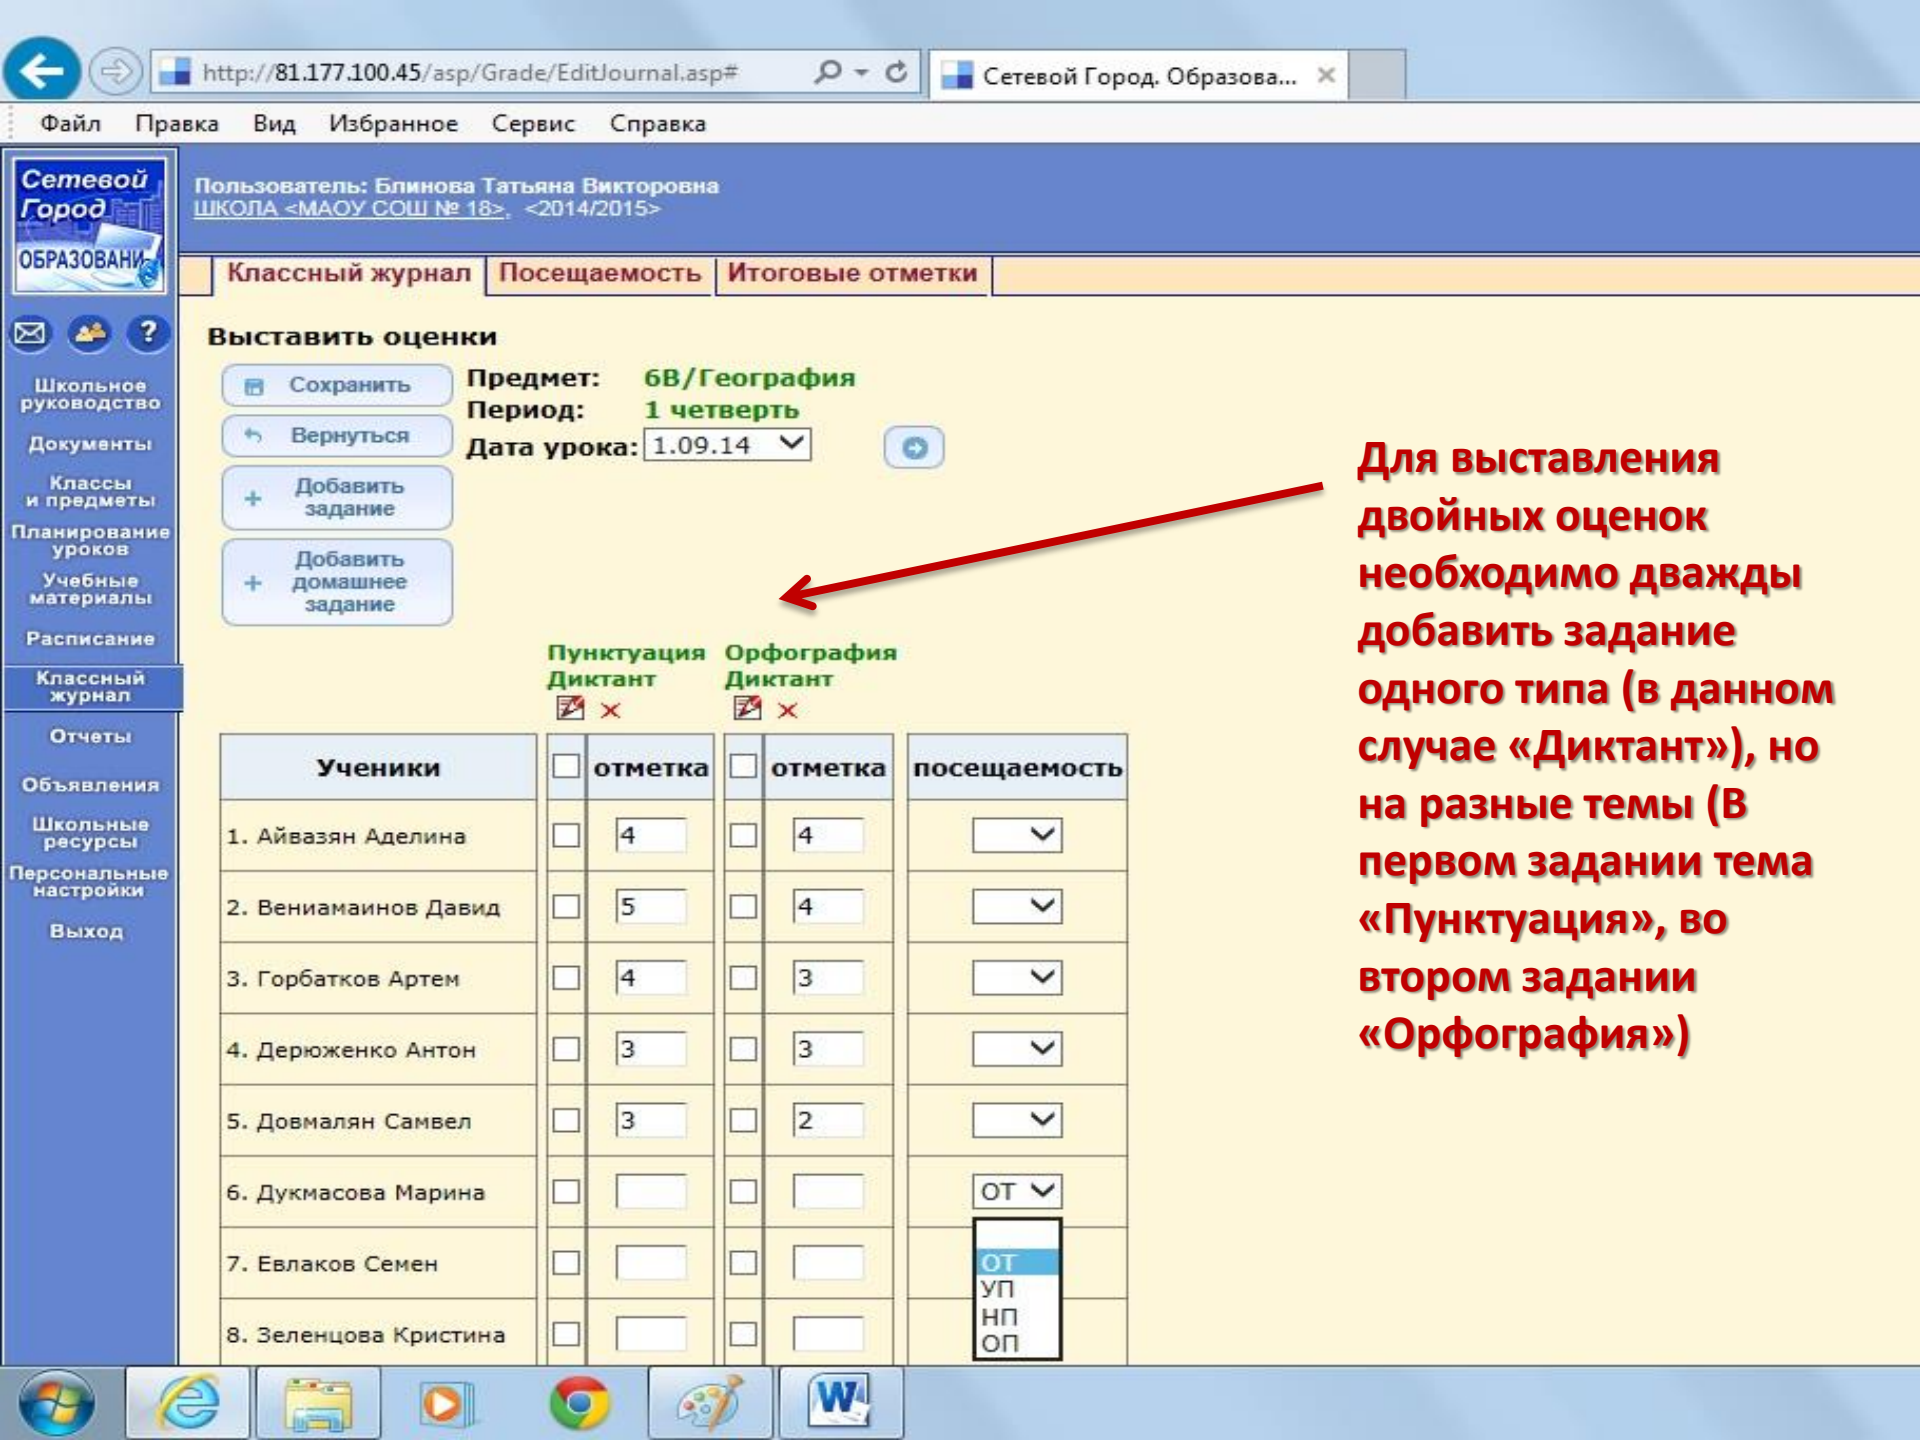 http://81.177.100.45/asp/Grade/EditJournal.asp#
Сетевой Город. Образова...
Файл Правка Вид Избранное Сервис Справка
Сетевой
Город
ОБРАЗОВАНИ
Пользователь: Блинова Татьяна Викторовна
ШКОЛА <МАОУ СОШ № 18>, <2014/2015>
Классный журнал Посещаемость Итоговые отметки
Школьное
руководство
Документы
Классы
и предметы
Планирование
уроков
Учебные
материалы
Расписание
Классный
журнал
Отчеты
Объявления
Школьные
ресурсы
Персональные
настройки
Выход
Выставить оценки
Сохранить
Вернуться
+ Добавить
задание
+ Добавить
домашнее
задание
Предмет: 6В/География
Период: 1 четверть
Дата урока: 1.09.14
Пунктуация Орфография
Диктант Диктант
Ученики отметка отметка посещаемость
1. Айвазян Аделина 4 4
2. Вениамаинов Давид 5 4
3. Горбатков Артем 4 3
4. Дерюженко Антон 3 3
5. Довмалян Самвел 3 2
6. Дукмасова Марина ОТ
7. Евлаков Семен
8. Зеленцова Кристина
ОТ
УП
НП
ОП
Для выставления
двойных оценок
необходимо дважды
добавить задание
одного типа (в данном
случае «Диктант»), но
на разные темы (В
первом задании тема
«Пунктуация», во
втором задании
«Орфография»)